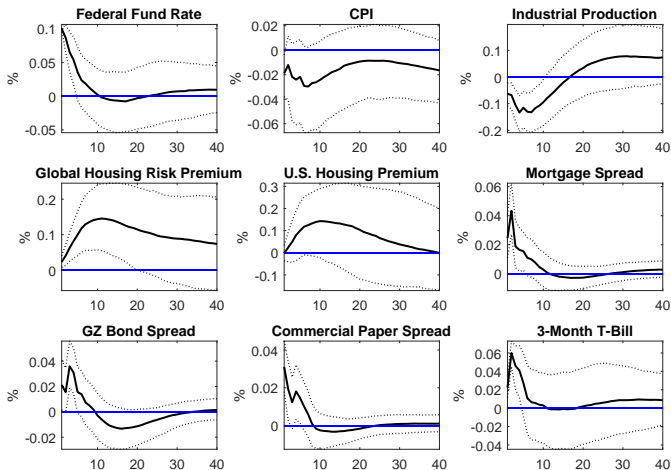 Federal Fund Rate
0.1
0.05
0
-0.05
%
10 20 30 40
CPI
0.02
0
-0.02
-0.04
-0.06
%
10 20 30 40
Industrial Production
0.1
0
-0.1
-0.2
%
10 20 30 40
Global Housing Risk Premium
0.2
0.1
0
%
10 20 30 40
U.S. Housing Premium
0.3
0.2
0.1
0
-0.1
%
10 20 30 40
Mortgage Spread
0.06
0.04
0.02
0
%
10 20 30 40
GZ Bond Spread
0.04
0.02
0
-0.02
%
10 20 30 40
Commercial Paper Spread
0.04
0.02
0
%
10 20 30 40
3-Month T-Bill
0.06
0.04
0.02
0
-0.02
-0.04
%
10 20 30 40